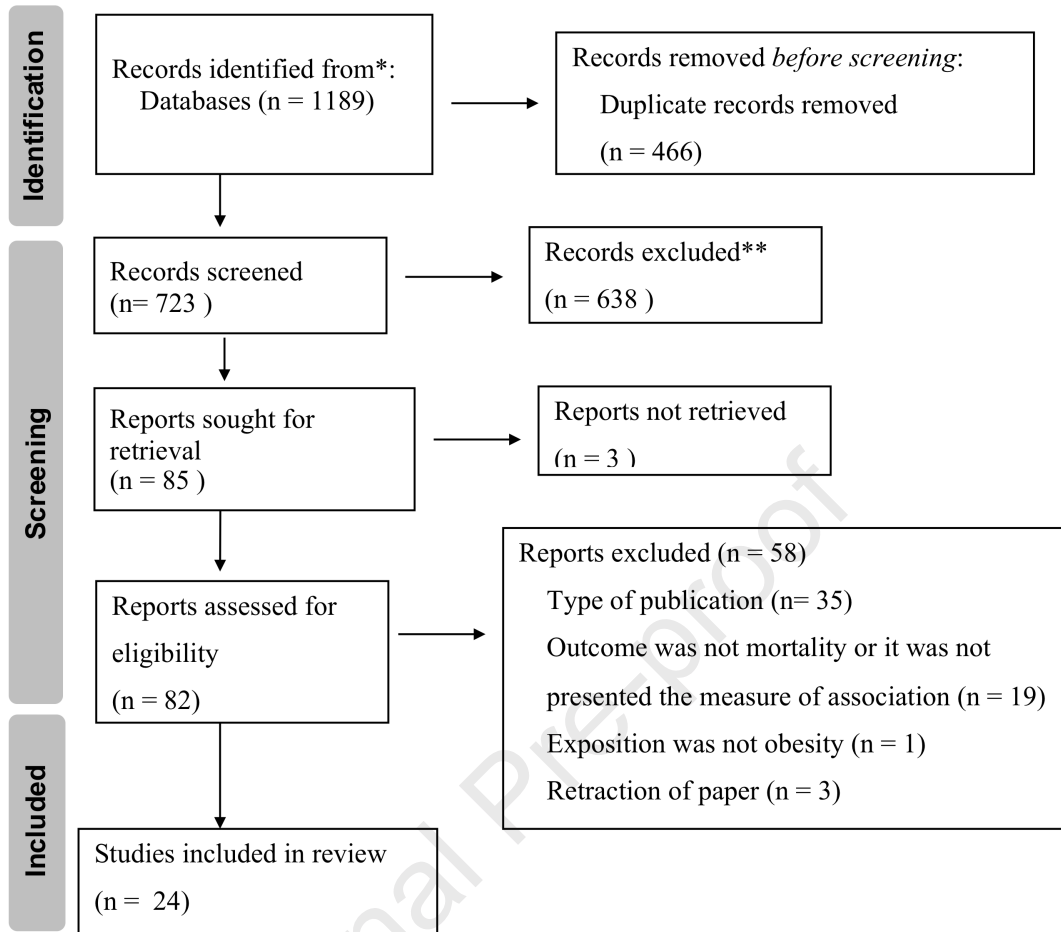 Identification
Records identified from*:
Databases (n = 1189)
Records removed before screening:
Duplicate records removed
(n = 466)
Screening
Records screened
(n= 723 )
Records excluded**
(n = 638 )
Reports sought for
retrieval
(n = 85 )
Reports not retrieved
(n = 3 )
Reports assessed for
eligibility
(n = 82)
Reports excluded (n = 58)
Type of publication (n= 35)
Outcome was not mortality or it was not
presented the measure of association (n = 19)
Exposition was not obesity (n = 1)
Retraction of paper (n = 3)
Included
Studies included in review
(n =  24)
nal Pre-proof